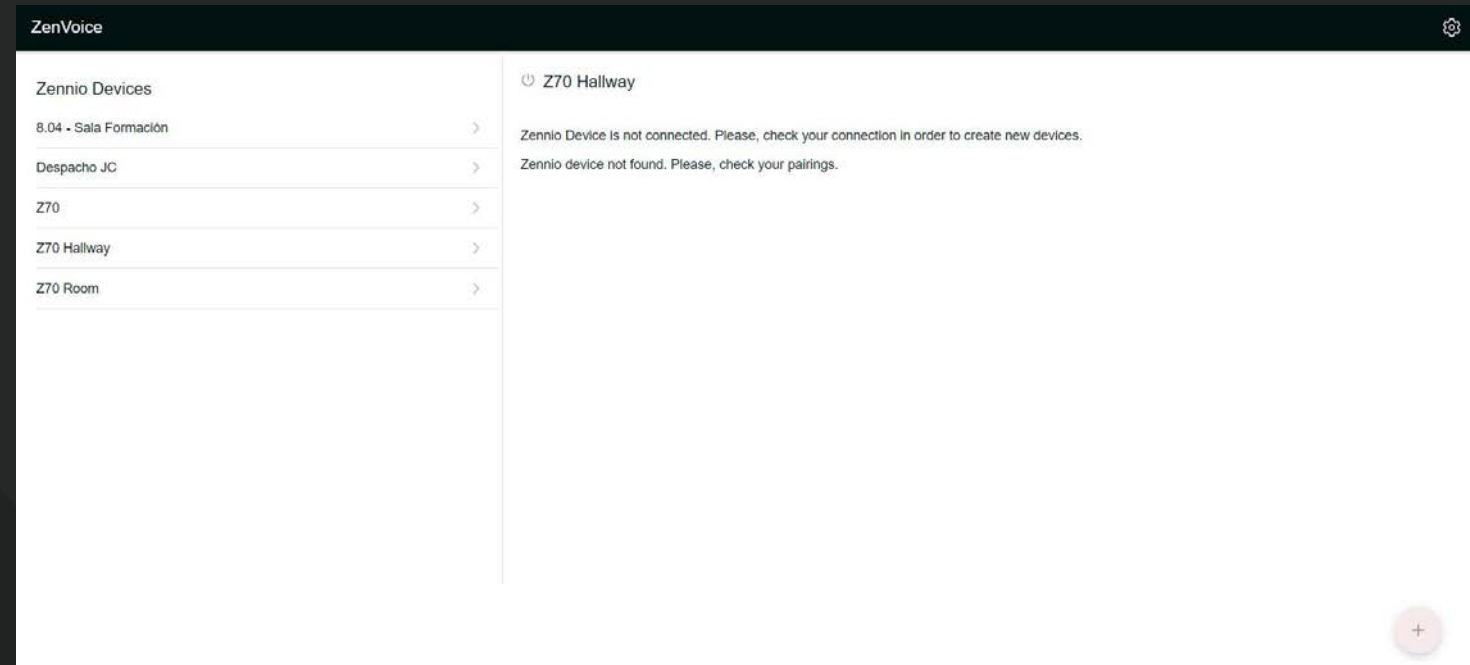 ZenVoice
Zennio Devices
8.04 - Sala Formación
Despacho JC
Z70
Z70 Hallway
Z70 Room
Z70 Hallway
Zennio Device is not connected. Please, check your connection in order to create new devices.
Zennio device not found. Please, check your pairings.
+